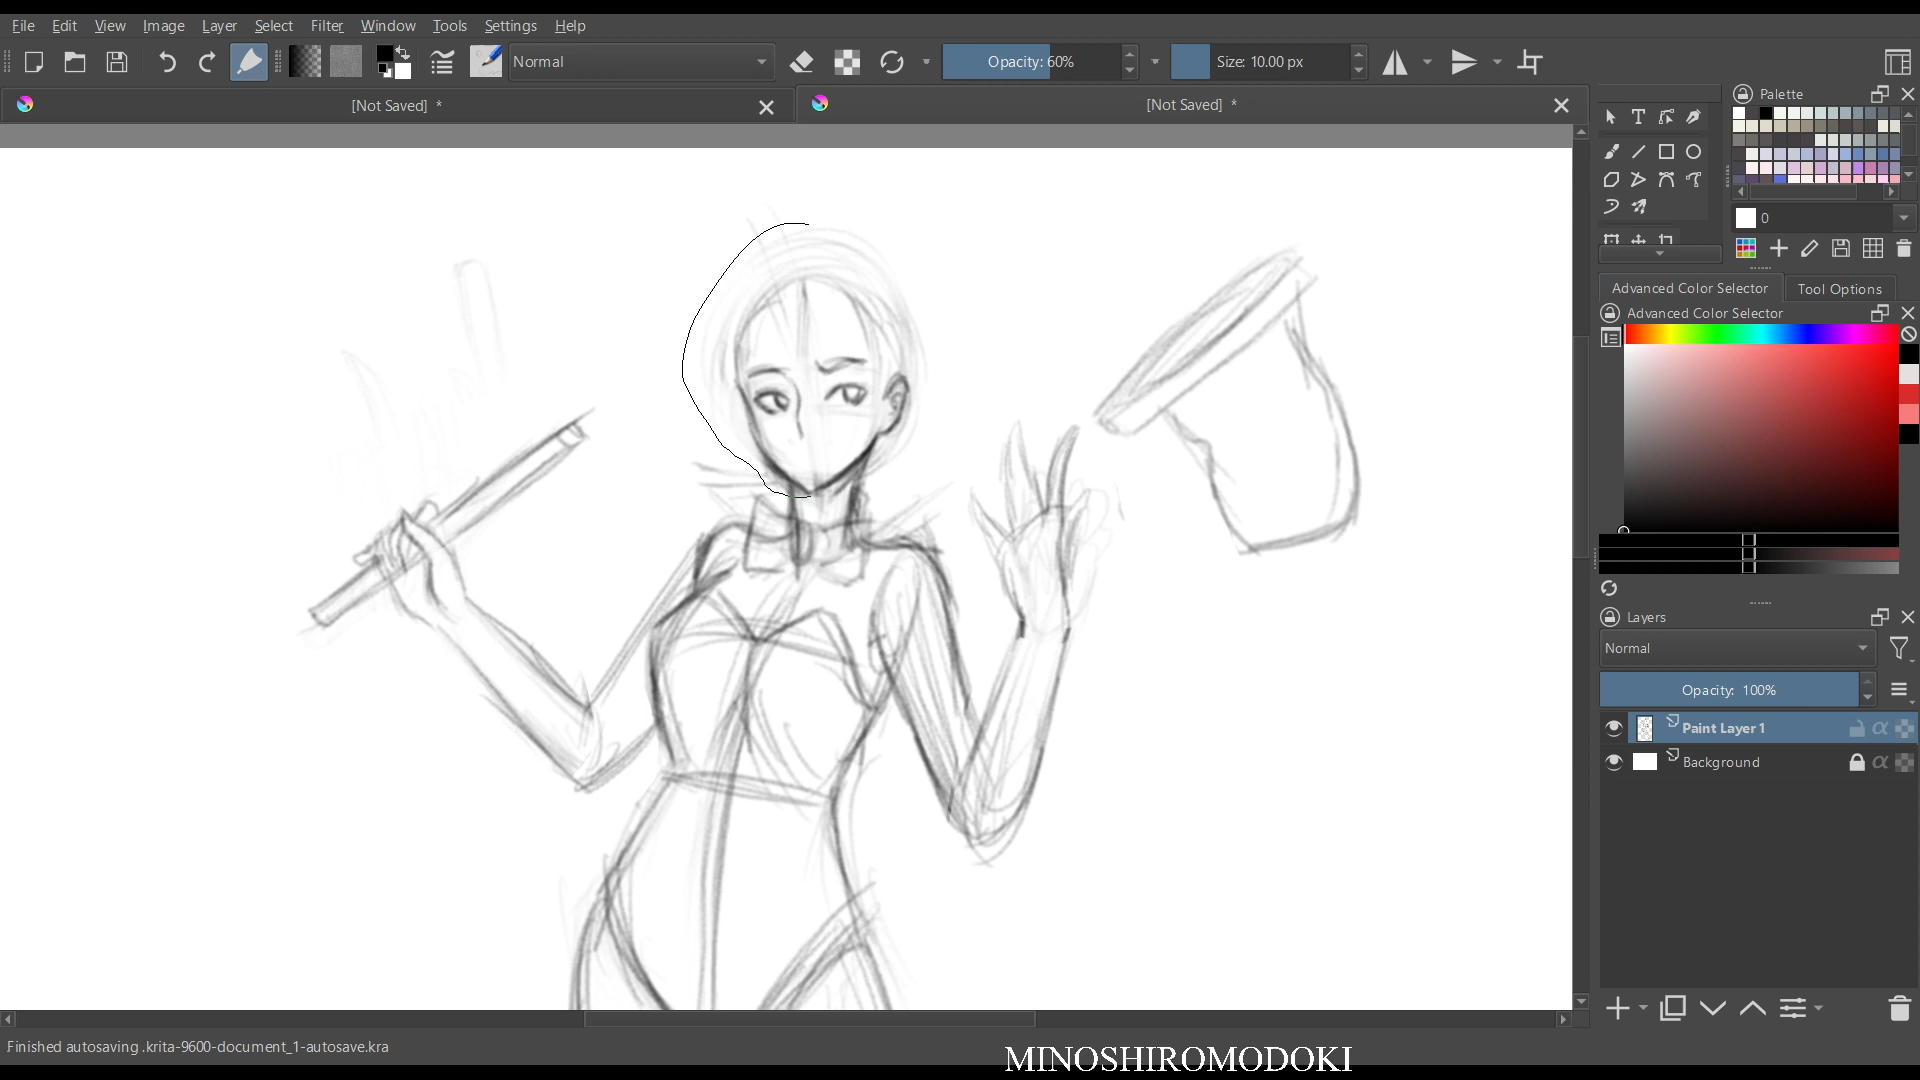 File Edit View Image Layer Select Filter Window Tools Settings Help
Normal Opacity: 60% Size: 10.00 px
[Not Saved] * [Not Saved] *
Palette
0
Advanced Color Selector Tool Options
Advanced Color Selector
Layers
Normal
Opacity: 100%
Paint Layer 1
Background
Finished autosaving .krita-9600-document_1-autosave.kra
MINOSHIROMODOKI